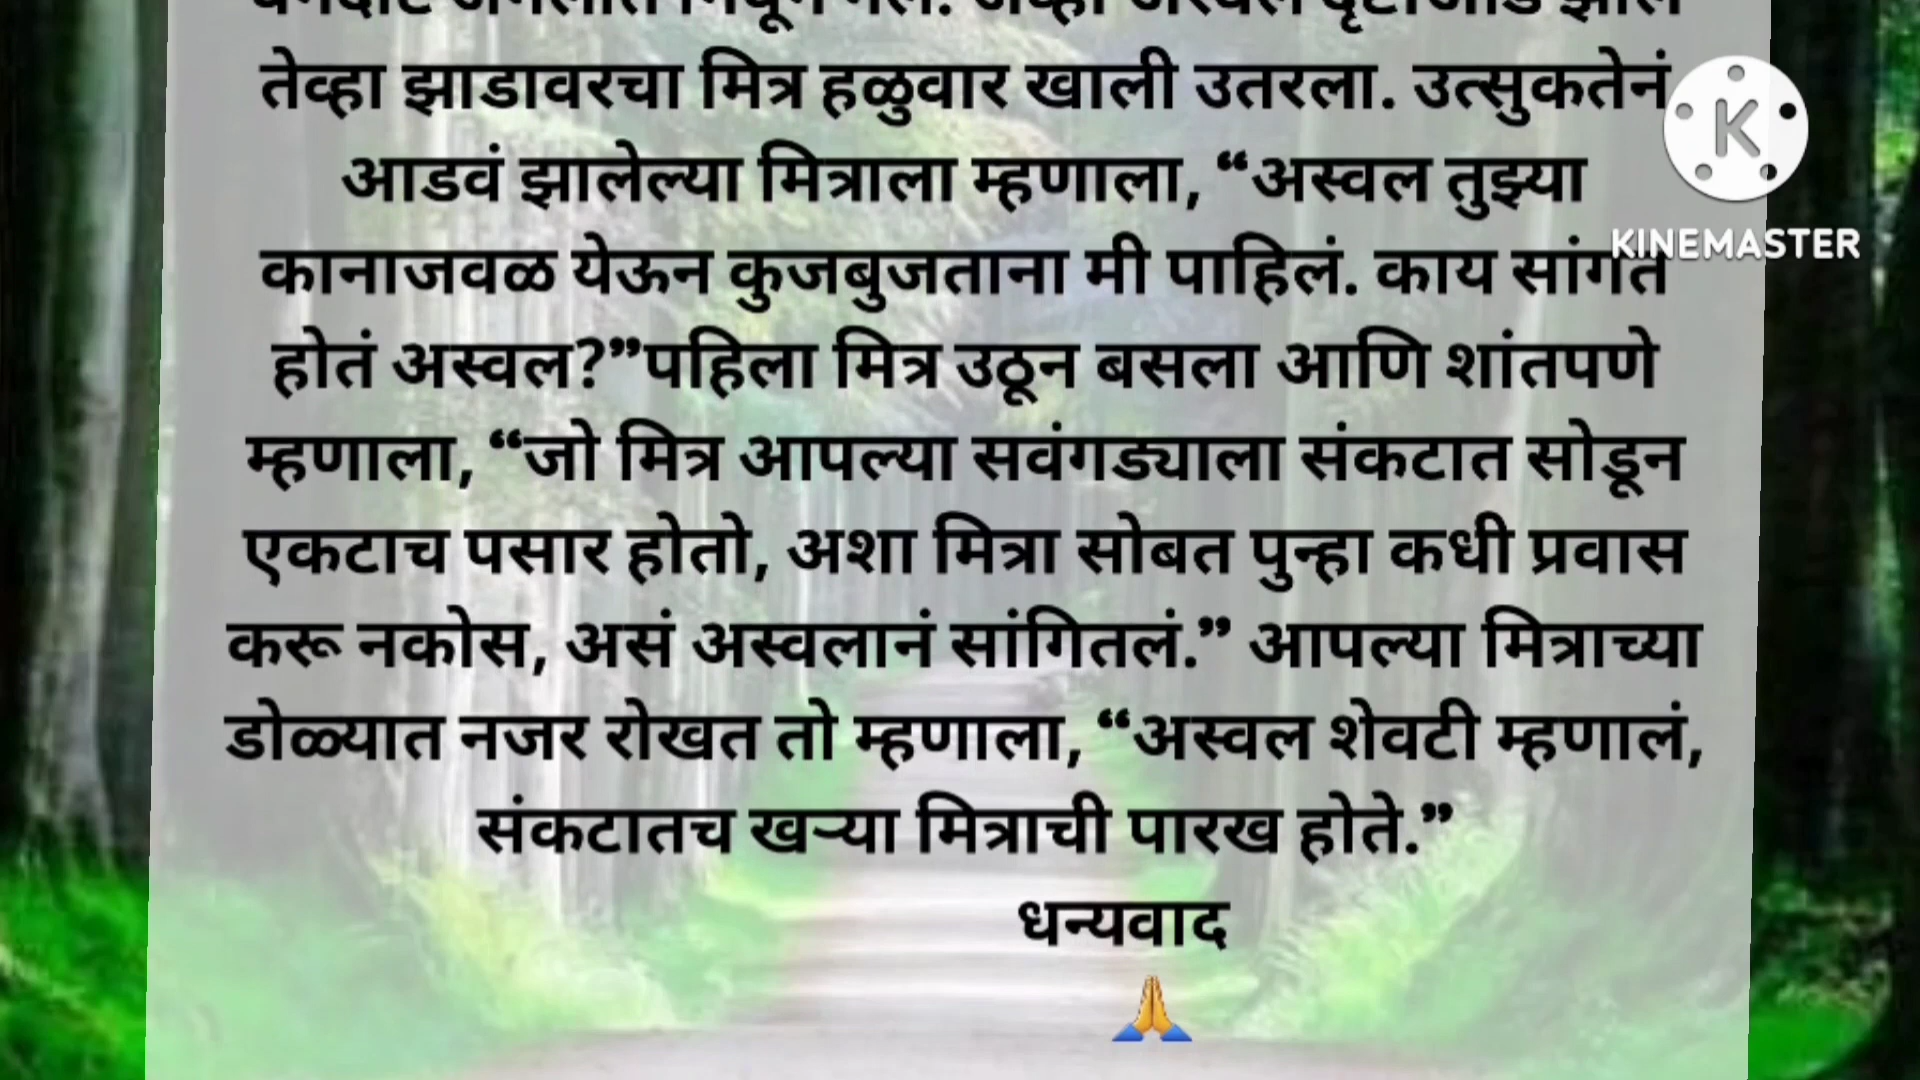 तेव्हा झाडावरचा मित्र हळुवार खाली उतरला. उत्सुकतेनं
आडवं झालेल्या मित्राला म्हणाला, “अस्वल तुझ्या
कानाजवळ येऊन कुजबुजताना मी पाहिलं. काय सांगत
होतं अस्वल?”पहिला मित्र उठून बसला आणि शांतपणे
म्हणाला, “जो मित्र आपल्या सवंगड्याला संकटात सोडून
एकटाच पसार होतो, अशा मित्रा सोबत पुन्हा कधी प्रवास
करू नकोस, असं अस्वलानं सांगितलं.” आपल्या मित्राच्या
डोळ्यात नजर रोखत तो म्हणाला, “अस्वल शेवटी म्हणालं,
संकटातच खऱ्या मित्राची पारख होते.”
धन्यवाद
🙏
K
KINEMASTER